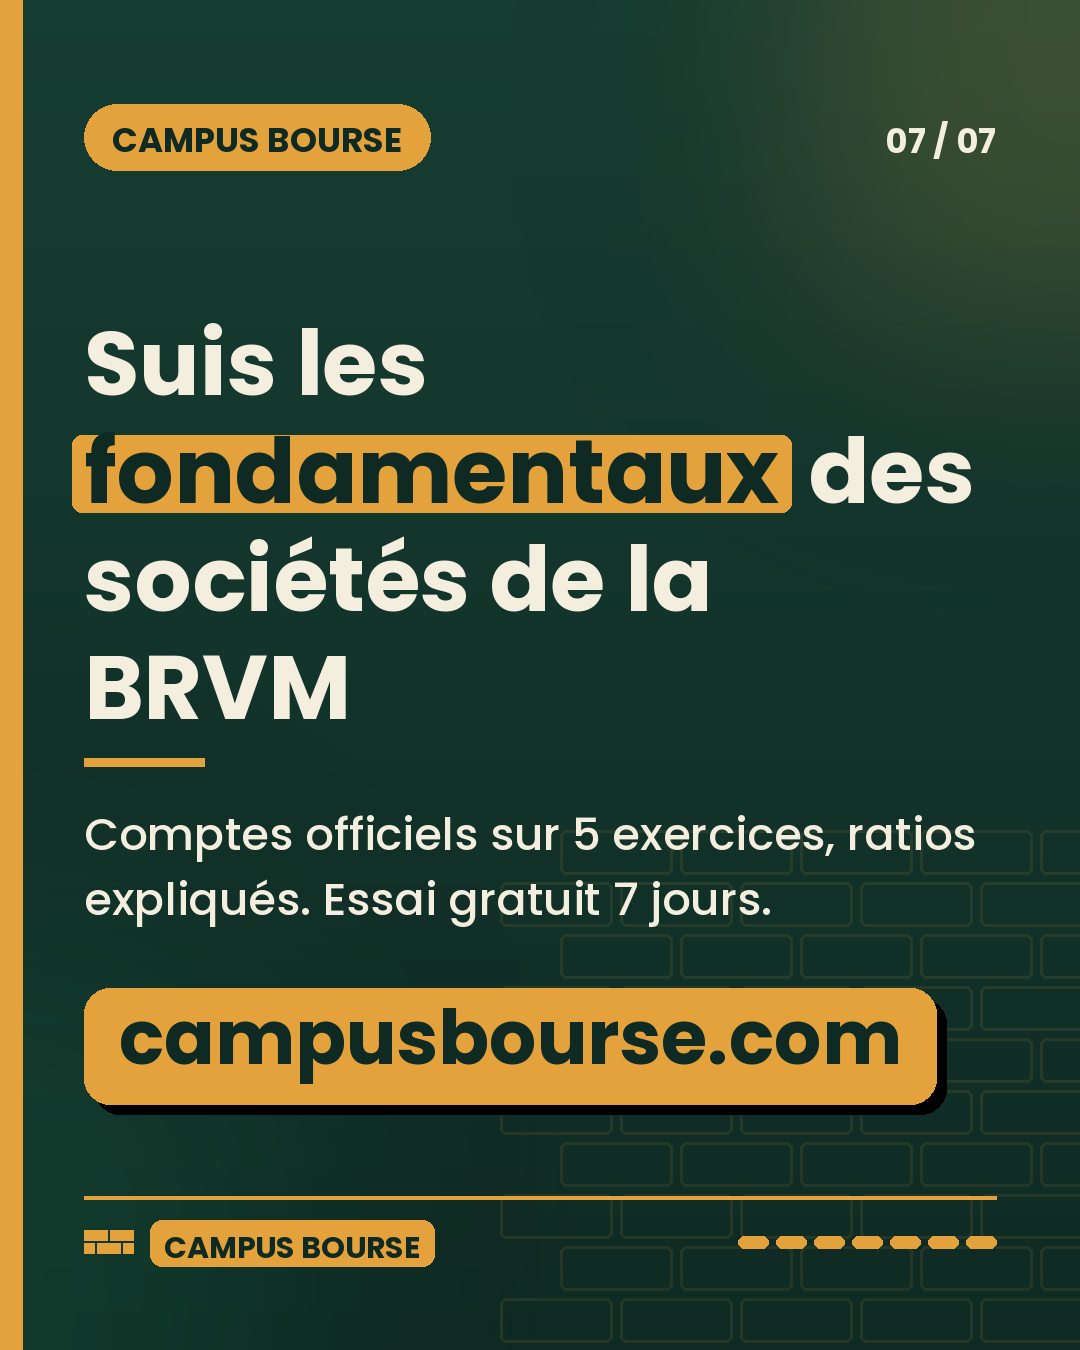 CAMPUS BOURSE
07 / 07
Suis les
fondamentaux des
sociétés de la
BRVM
Comptes officiels sur 5 exercices, ratios
expliqués. Essai gratuit 7 jours.
campusbourse.com
CAMPUS BOURSE